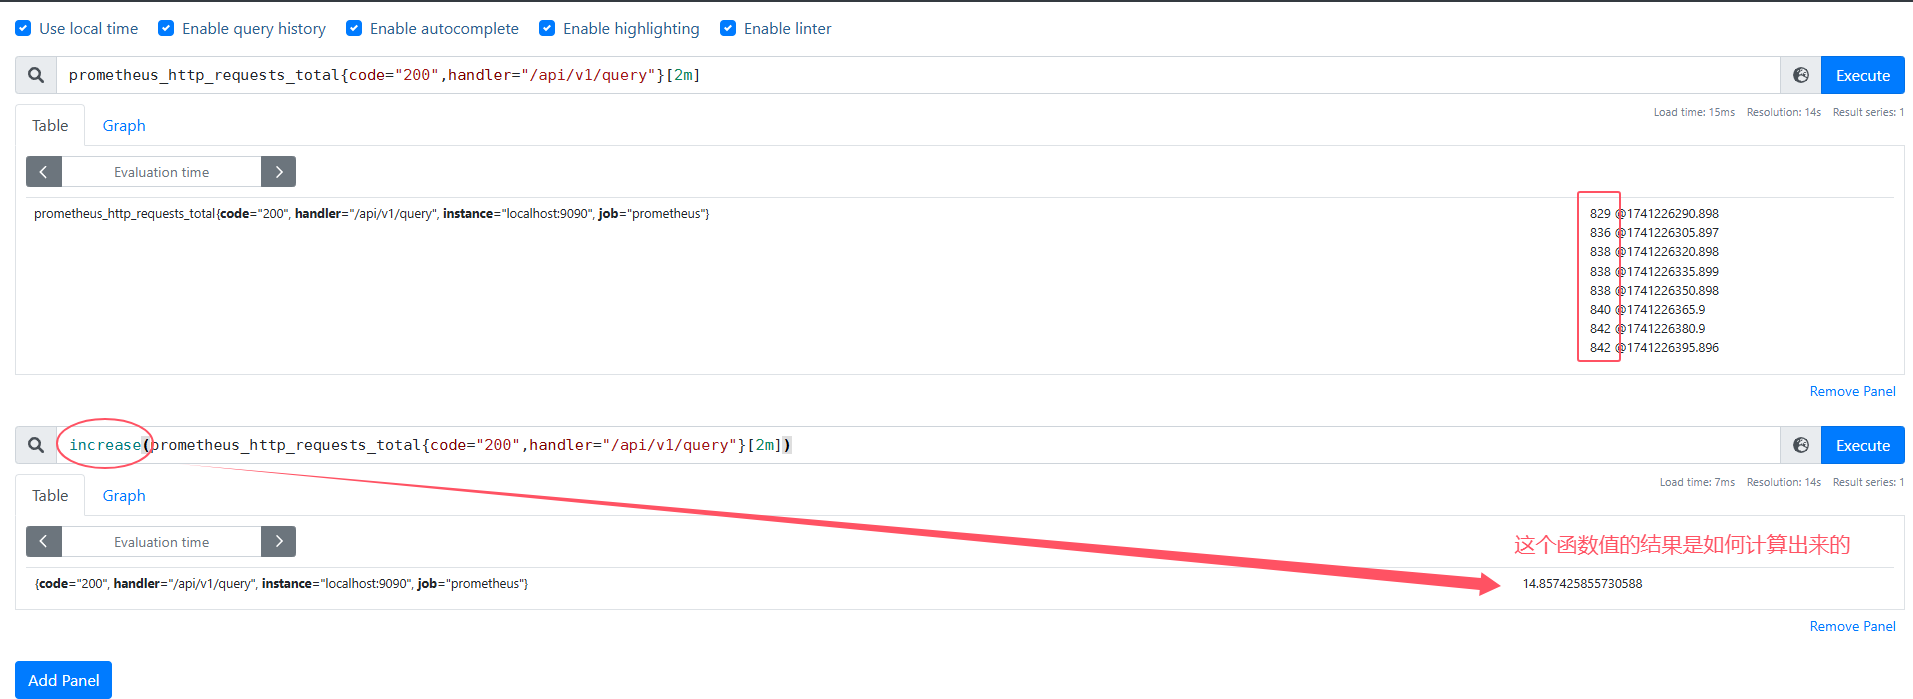 Use local time Enable query history Enable autocomplete Enable highlighting Enable linter
prometheus_http_requests_total{code="200",handler="/api/v1/query"}[2m] Execute
Table Graph Load time: 15ms Resolution: 14s Result series: 1
Evaluation time
prometheus_http_requests_total{code="200", handler="/api/v1/query", instance="localhost:9090", job="prometheus"} 829 @1741226290.898
836 @1741226305.897
838 @1741226320.898
838 @1741226335.899
838 @1741226350.898
840 @1741226365.9
842 @1741226380.9
842 @1741226395.896
Remove Panel
increase(prometheus_http_requests_total{code="200",handler="/api/v1/query"}[2m]) Execute
Table Graph Load time: 7ms Resolution: 14s Result series: 1
Evaluation time
这个函数值的结果是如何计算出来的
{code="200", handler="/api/v1/query", instance="localhost:9090", job="prometheus"} 14.857425855730588
Remove Panel
Add Panel